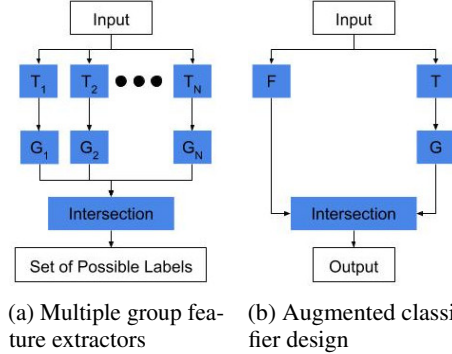 Input
Input
T1 T2 TN
F T
G1 G2 GN
G
Intersection
Intersection
Set of Possible Labels
Output
(a) Multiple group fea-
ture extractors
(b) Augmented classi-
fier design